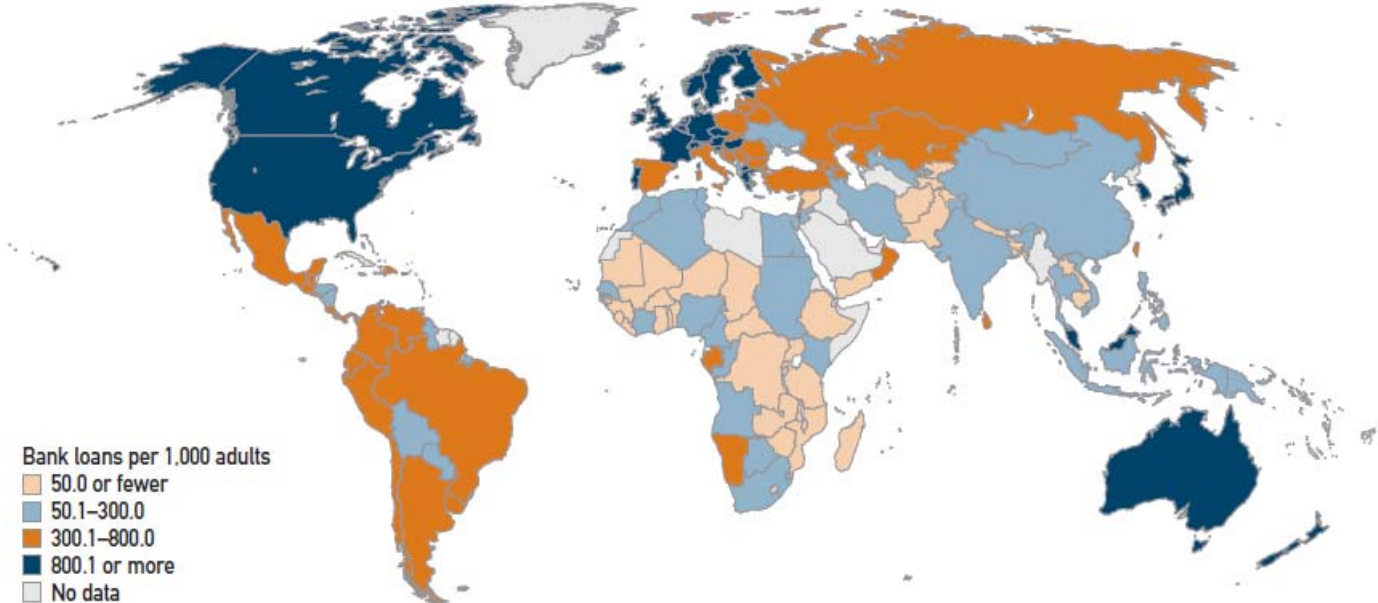 Bank loans per 1,000 adults
50.0 or fewer
50.1–300.0
300.1–800.0
800.1 or more
No data